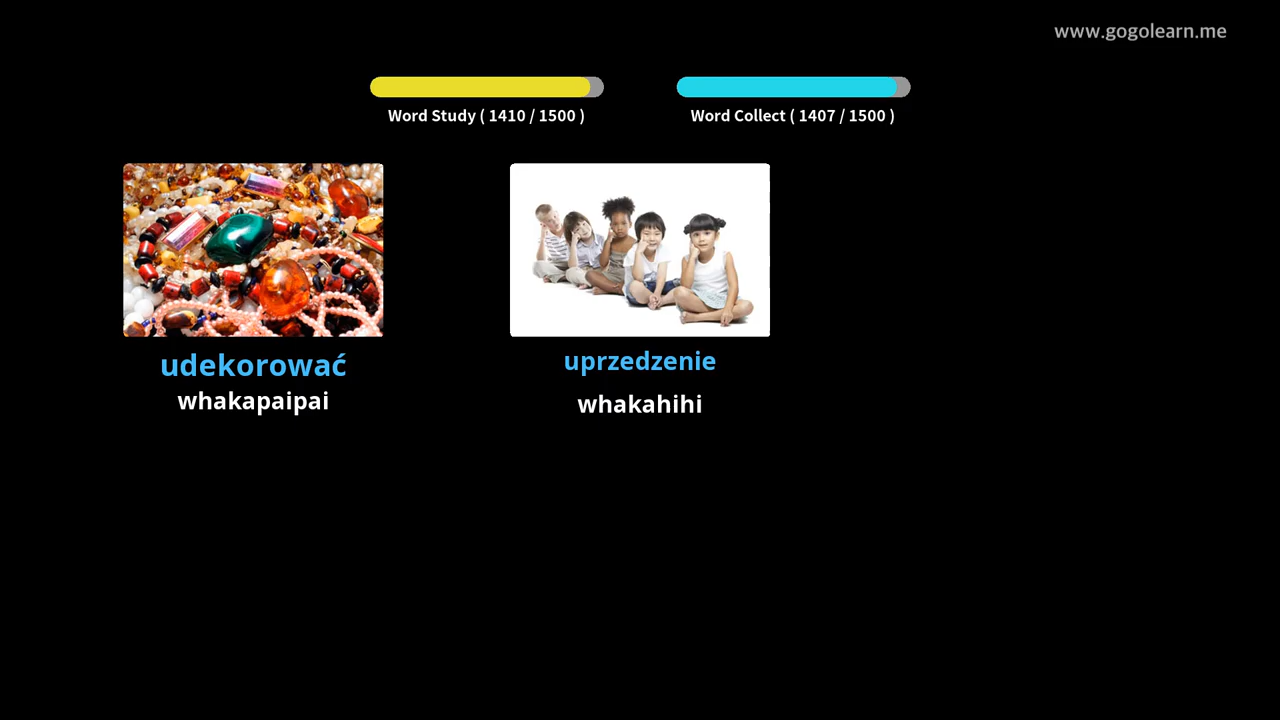 www.gogolearn.me
Word Study ( 1410 / 1500 )
Word Collect ( 1407 / 1500 )
udekorować
whakapaipai
uprzedzenie
whakahihi